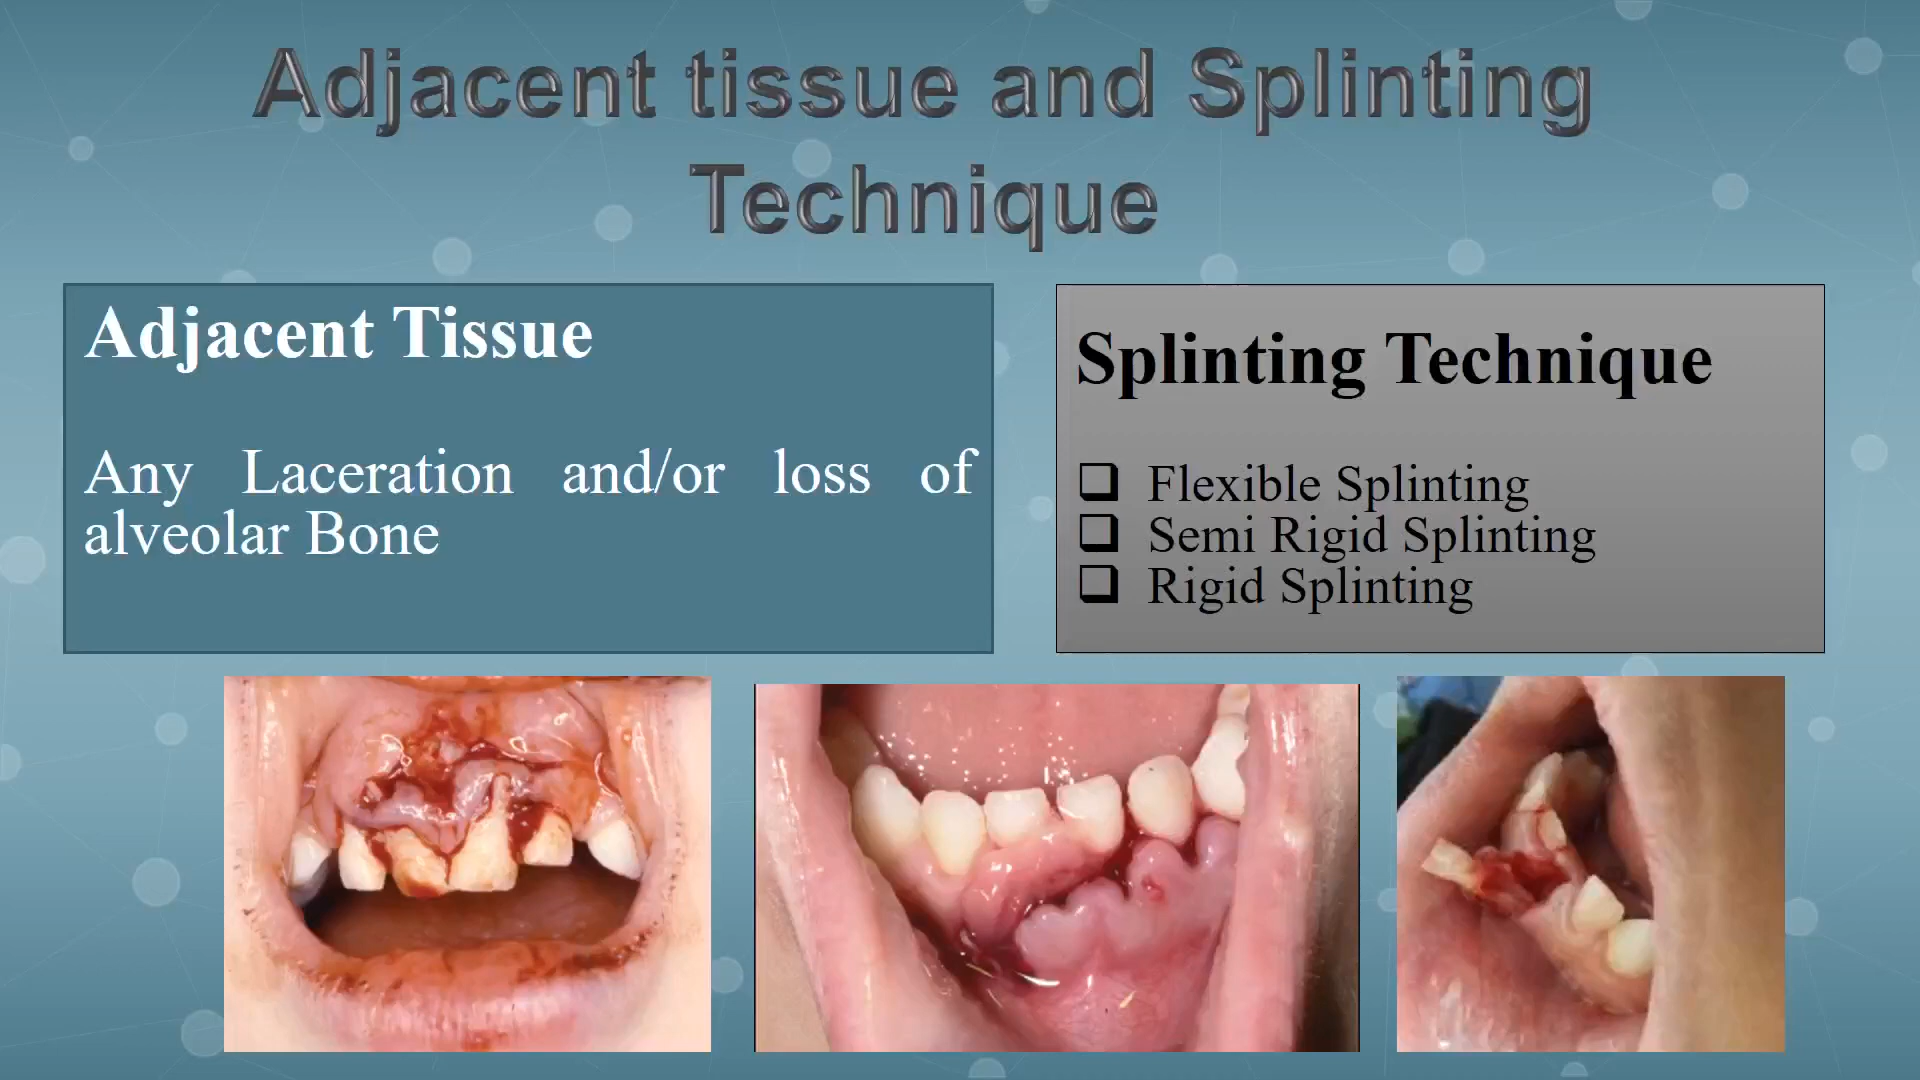 Adjacent tissue and Splinting
Technique
Adjacent Tissue
Any Laceration and/or loss of
alveolar Bone
Splinting Technique
❑ Flexible Splinting
❑ Semi Rigid Splinting
❑ Rigid Splinting